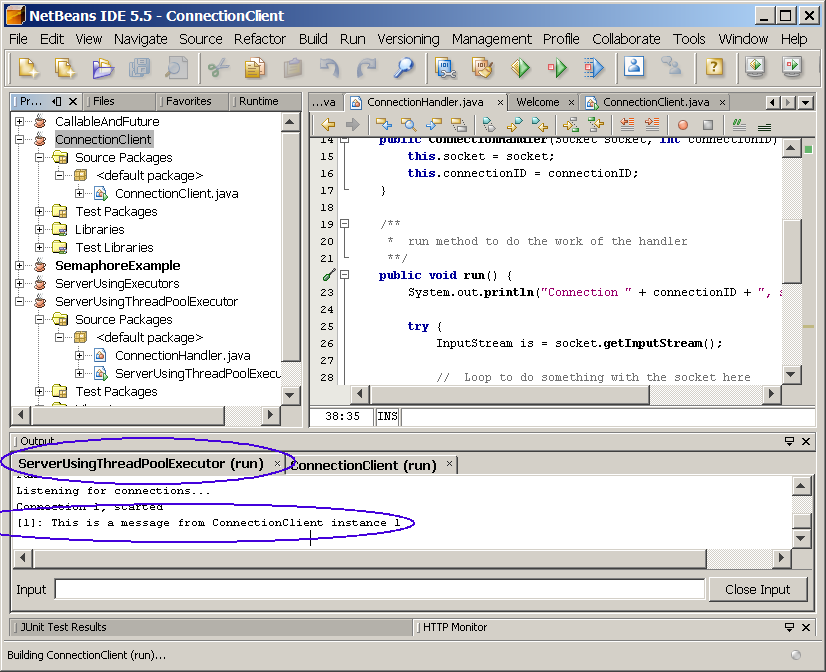 NetBeans IDE 5.5 - ConnectionClient
File Edit View Navigate Source Refactor Build Run Versioning Management Profile Collaborate Tools Window Help
Pr... Files Favorites Runtime
CallableAndFuture
ConnectionClient
Source Packages
<default package>
ConnectionClient.java
Test Packages
Libraries
Test Libraries
SemaphoreExample
ServerUsingExecutors
ServerUsingThreadPoolExecutor
Source Packages
<default package>
ConnectionHandler.java
ServerUsingThreadPoolExecu
Test Packages
...va ConnectionHandler.java Welcome ConnectionClient.java
14 public ConnectionHandler(Socket socket, int connectionID)
15 this.socket = socket;
16 this.connectionID = connectionID;
17 }
18
19 /**
20 * run method to do the work of the handler
21 **/
public void run() {
23 System.out.println("Connection " + connectionID + ", s
24
25 try {
26 InputStream is = socket.getInputStream();
27
28 // Loop to do something with the socket here
38:35 INS
Output
ServerUsingThreadPoolExecutor (run) ConnectionClient (run)
Listening for connections...
Connection 1, started
[1]: This is a message from ConnectionClient instance 1
Input Close Input
JUnit Test Results HTTP Monitor
Building ConnectionClient (run)...